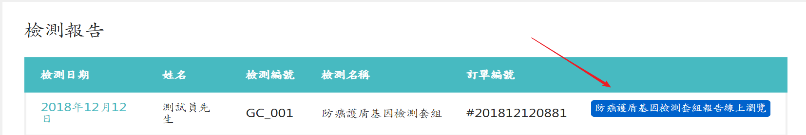 檢測報告
檢測日期 姓名 檢測編號 檢測名稱 訂單編號
2018年12月12日 測試員先生 GC_001 防癌護盾基因檢測套組 #201812120881 防癌護盾基因檢測套組報告線上瀏覽